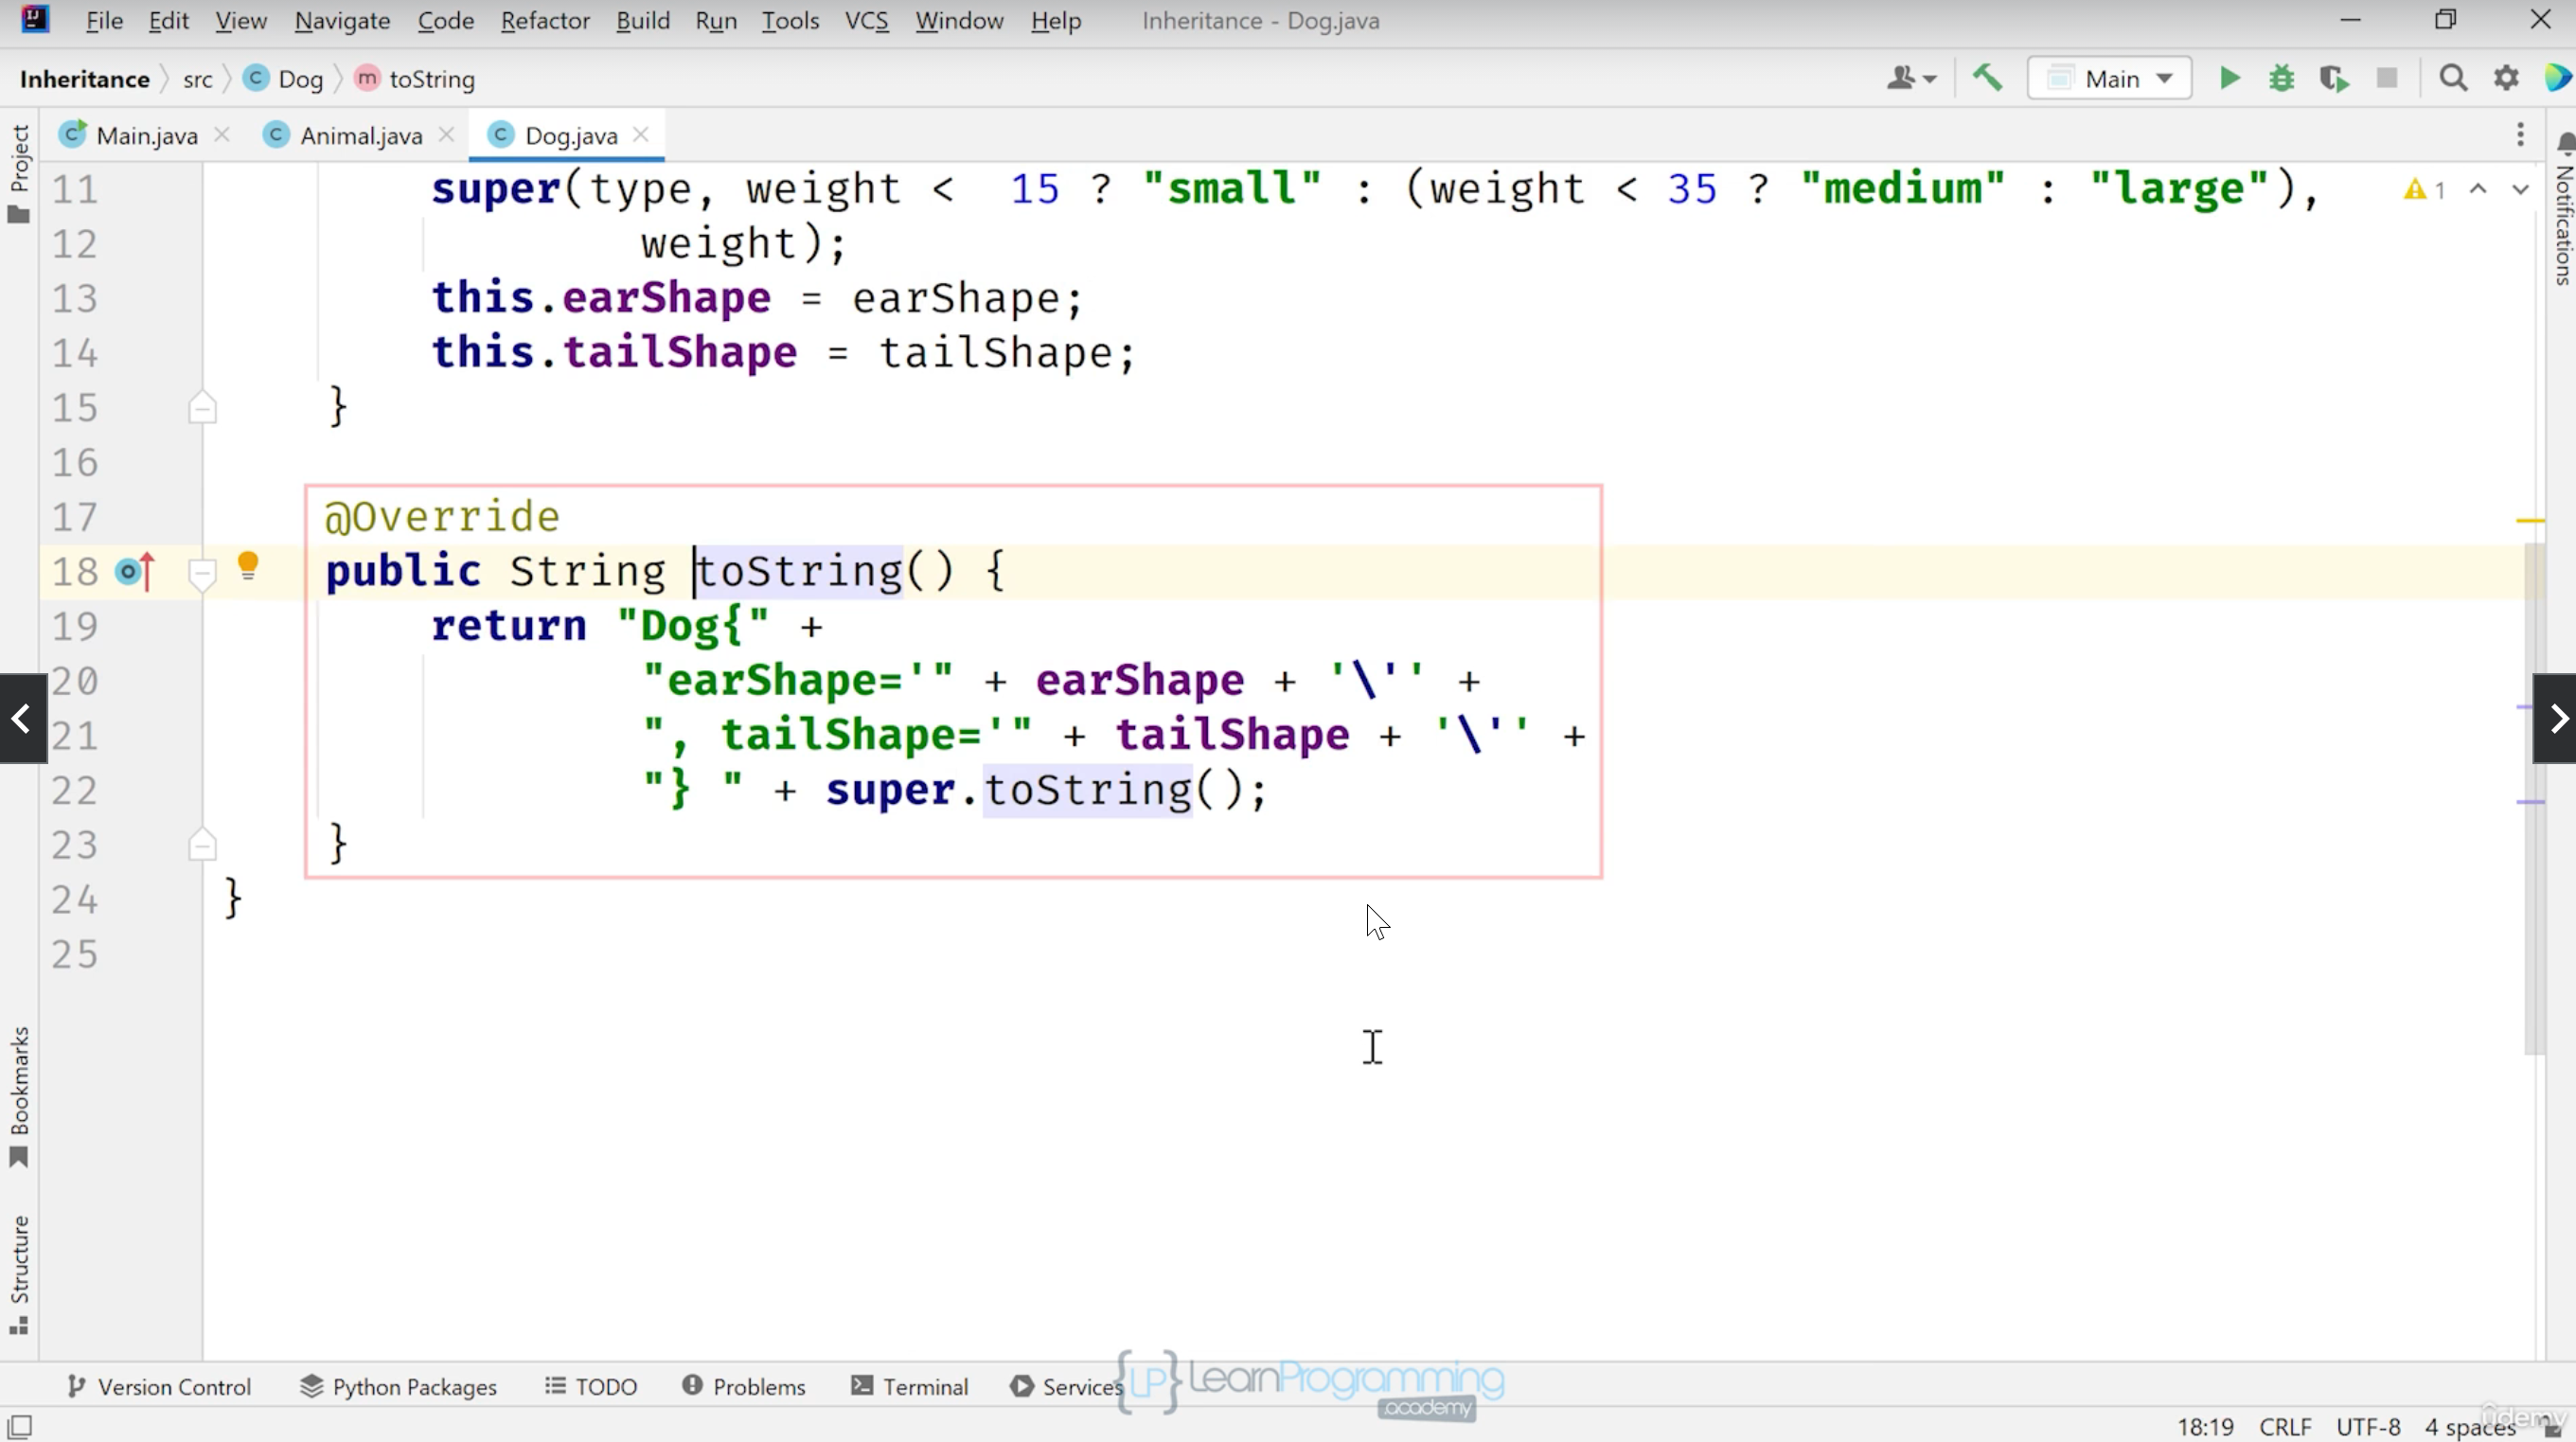 File Edit View Navigate Code Refactor Build Run Tools VCS Window Help Inheritance - Dog.java
Inheritance src Dog toString Main
Main.java Animal.java Dog.java
Project
Notifications
11 super(type, weight <  15 ? "small" : (weight < 35 ? "medium" : "large"), 1
12 weight);
13 this.earShape = earShape;
14 this.tailShape = tailShape;
15 }
16
17 @Override
18 public String toString() {
19 return "Dog{" +
20 "earShape='" + earShape + '\'' +
21 ", tailShape='" + tailShape + '\'' +
22 "} " + super.toString();
23 }
24 }
25
Bookmarks
Structure
Version Control Python Packages TODO Problems Terminal Services
{LP} LearnProgramming
.academy
18:19 CRLF UTF-8 4 spaces
udemy